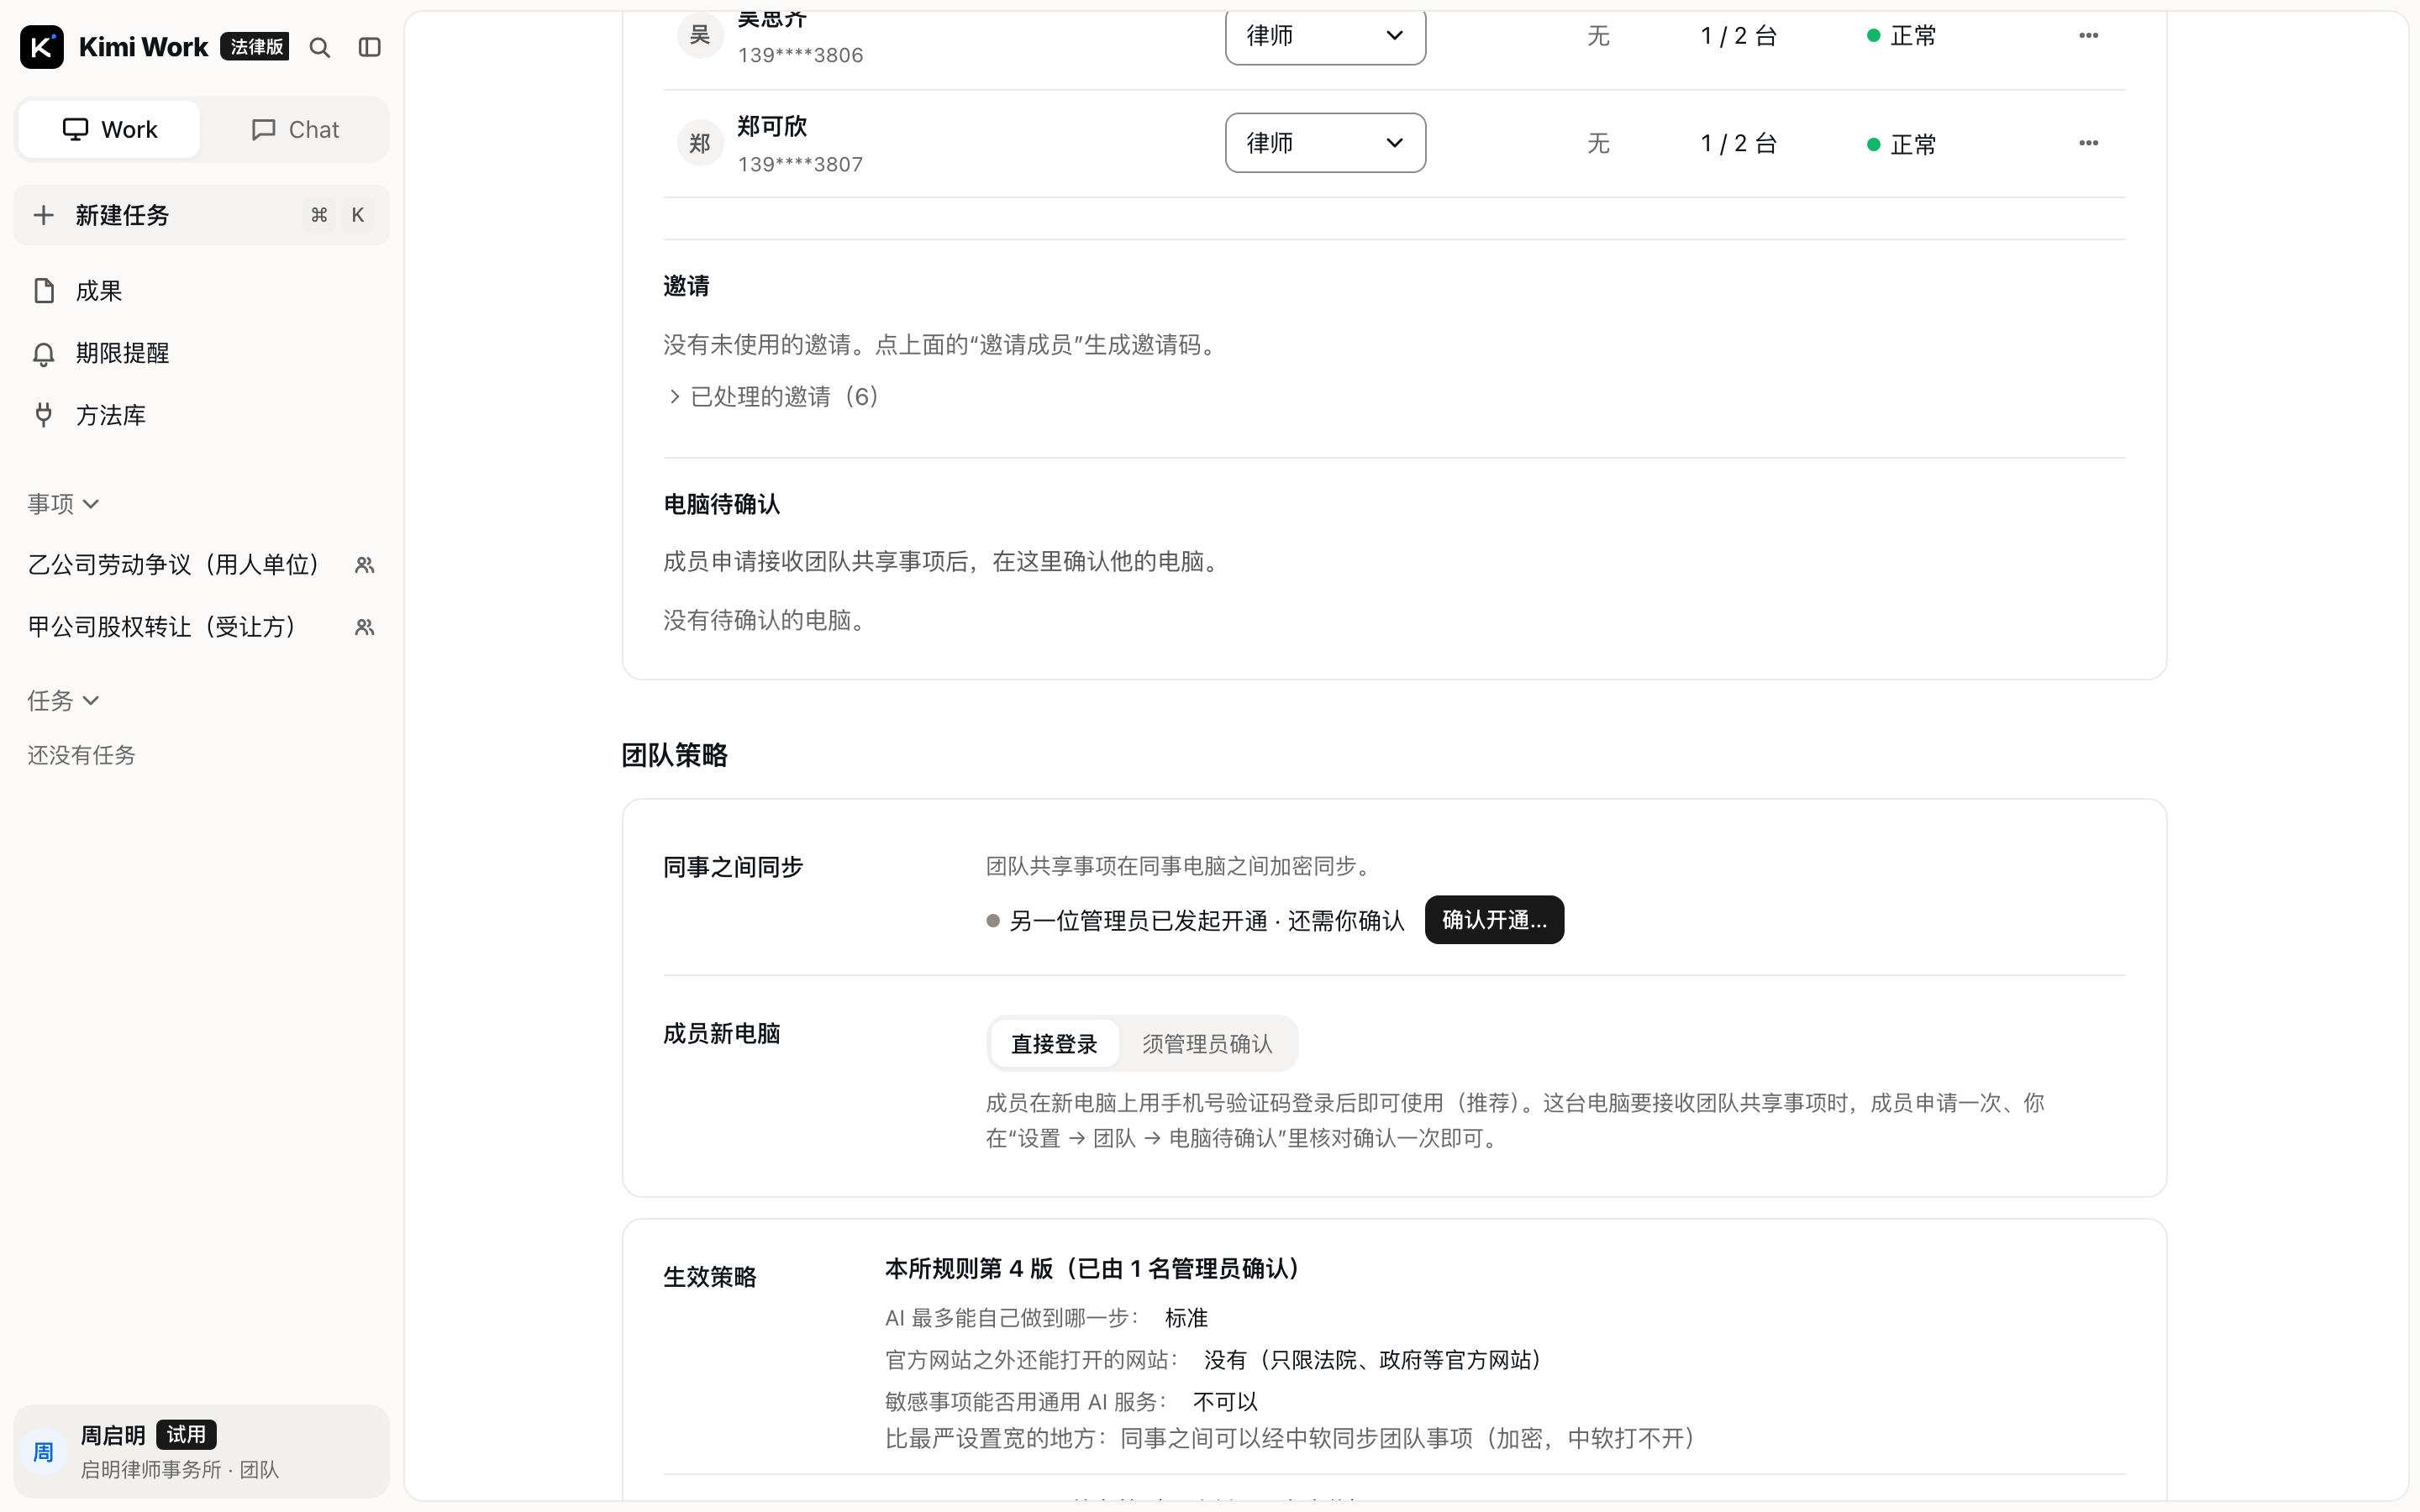 Kimi Work 法律版
Work
Chat
新建任务 ⌘ K
成果
期限提醒
方法库
事项
乙公司劳动争议（用人单位）
甲公司股权转让（受让方）
任务
还没有任务
周 周启明 试用
启明律师事务所 · 团队
吴 吴思齐 律师 无 1 / 2 台 正常
139****3806
郑 郑可欣 律师 无 1 / 2 台 正常
139****3807
邀请
没有未使用的邀请。点上面的“邀请成员”生成邀请码。
已处理的邀请（6）
电脑待确认
成员申请接收团队共享事项后，在这里确认他的电脑。
没有待确认的电脑。
团队策略
同事之间同步 团队共享事项在同事电脑之间加密同步。
另一位管理员已发起开通 · 还需你确认 确认开通...
成员新电脑 直接登录 须管理员确认
成员在新电脑上用手机号验证码登录后即可使用（推荐）。这台电脑要接收团队共享事项时，成员申请一次、你
在“设置 → 团队 → 电脑待确认”里核对确认一次即可。
生效策略 本所规则第 4 版（已由 1 名管理员确认）
AI 最多能自己做到哪一步： 标准
官方网站之外还能打开的网站： 没有（只限法院、政府等官方网站）
敏感事项能否用通用 AI 服务： 不可以
比最严设置宽的地方：同事之间可以经中软同步团队事项（加密，中软打不开）